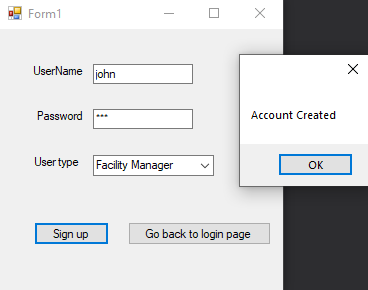 Form1
UserName
john
Password
***
User type
Facility Manager
Sign up
Go back to login page
Account Created
OK